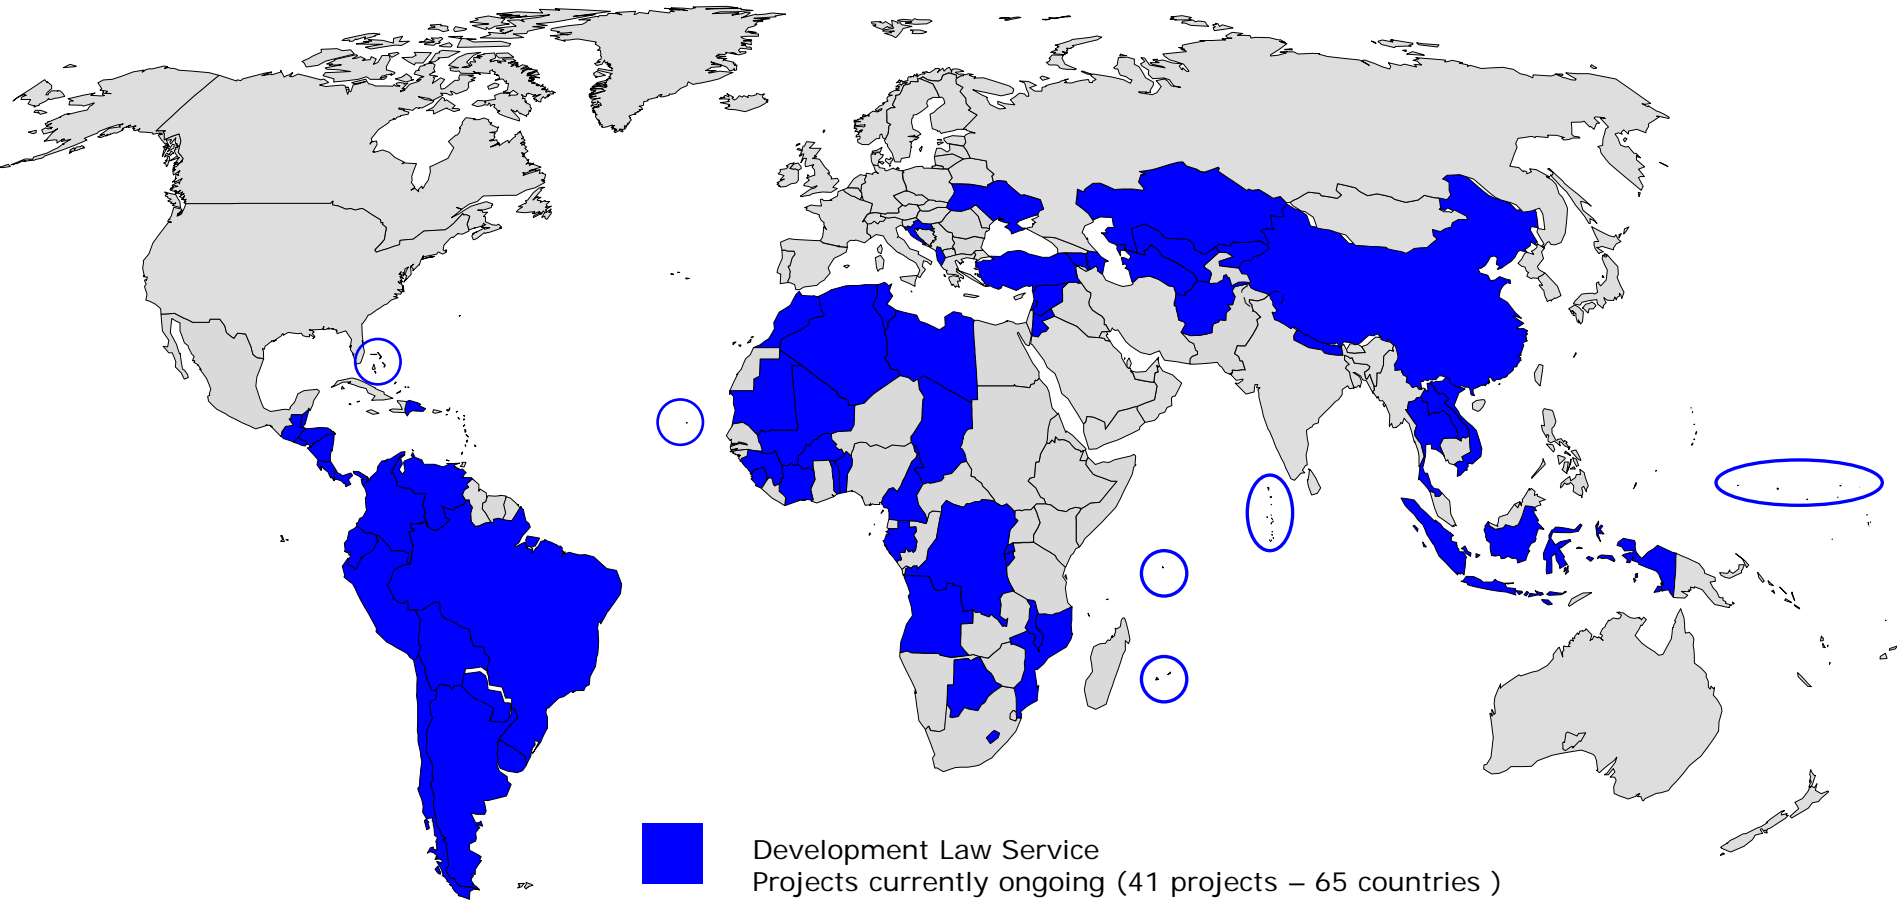 Development Law Service
Projects currently ongoing (41 projects – 65 countries )